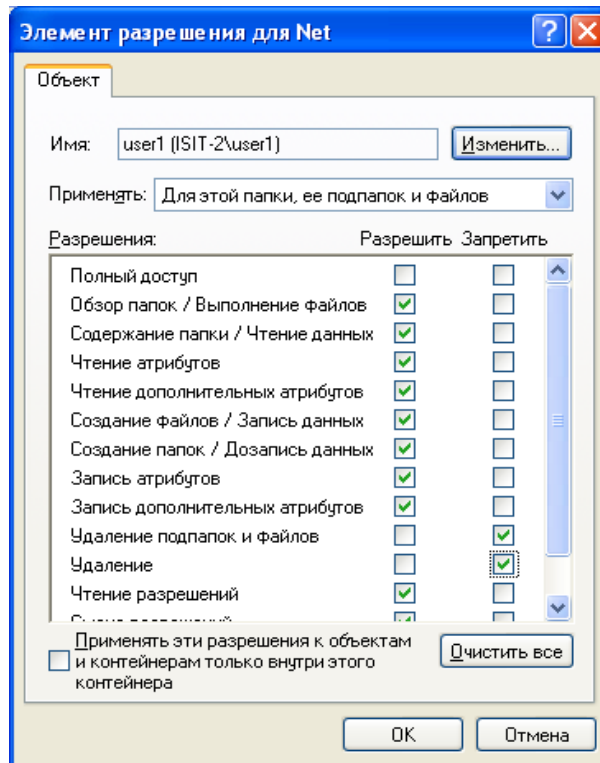 Элемент разрешения для Net
Объект
Имя: user1 (ISIT-2\user1) Изменить...
Применять: Для этой папки, ее подпапок и файлов
Разрешения: Разрешить Запретить
Полный доступ
Обзор папок / Выполнение файлов
Содержание папки / Чтение данных
Чтение атрибутов
Чтение дополнительных атрибутов
Создание файлов / Запись данных
Создание папок / Дозапись данных
Запись атрибутов
Запись дополнительных атрибутов
Удаление подпапок и файлов
Удаление
Чтение разрешений
Применять эти разрешения к объектам
и контейнерам только внутри этого
контейнера
Очистить все
OK Отмена